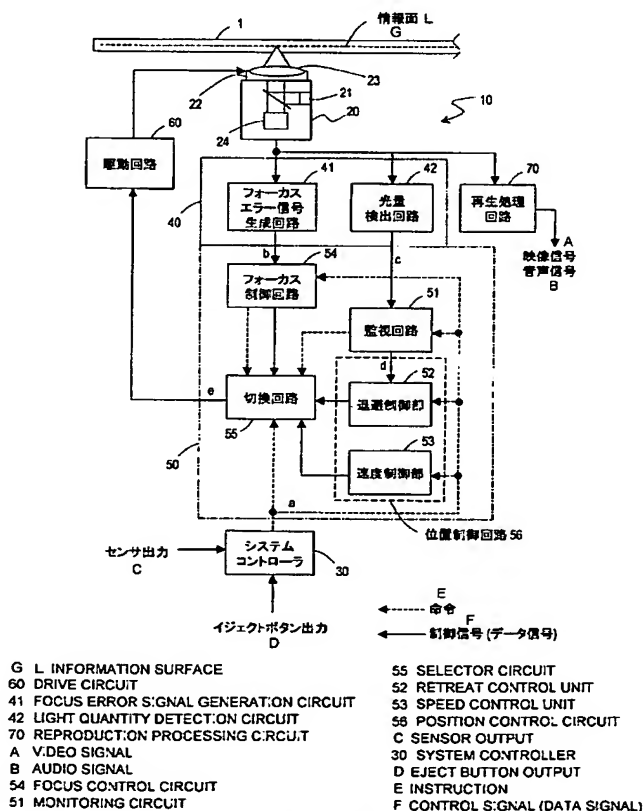 情報面 L
G
1
22
23
21
20
24
10
60
駆動回路
41
42
70
フォーカス
エラー信号
生成回路
光量
検出回路
再生処理
回路
40
A
映像信号
音声信号
B
b
54
c
フォーカス
制御回路
51
監視回路
d
52
e
切換回路
退避制御部
55
53
50
速度制御部
a
位置制御回路 56
センサ出力
C
システム
コントローラ
30
E
命令
F
制御信号 (データ信号)
イジェクトボタン出力
D
G L INFORMATION SURFACE
60 DRIVE CIRCUIT
41 FOCUS ERROR SIGNAL GENERATION CIRCUIT
42 LIGHT QUANTITY DETECTION CIRCUIT
70 REPRODUCTION PROCESSING CIRCUIT
A VIDEO SIGNAL
B AUDIO SIGNAL
54 FOCUS CONTROL CIRCUIT
51 MONITORING CIRCUIT
55 SELECTOR CIRCUIT
52 RETREAT CONTROL UNIT
53 SPEED CONTROL UNIT
56 POSITION CONTROL CIRCUIT
C SENSOR OUTPUT
30 SYSTEM CONTROLLER
D EJECT BUTTON OUTPUT
E INSTRUCTION
F CONTROL SIGNAL (DATA SIGNAL)